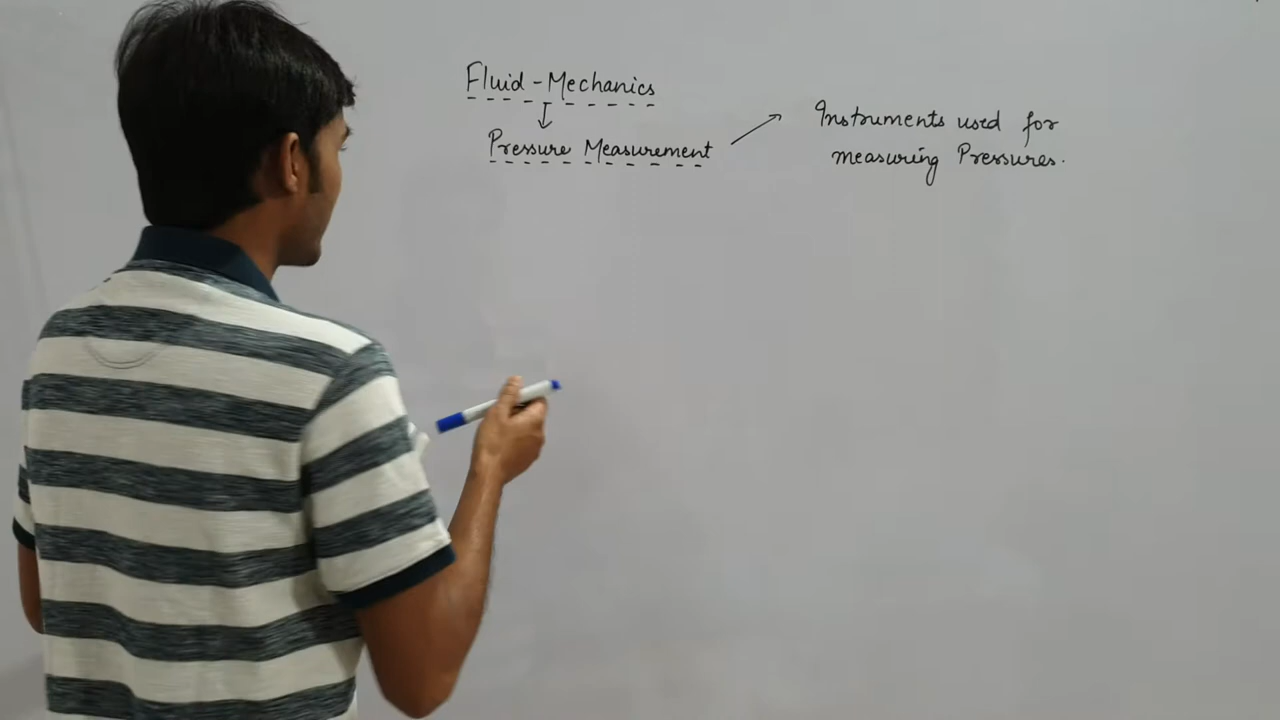 Fluid-Mechanics
Pressure Measurement
Instruments used for
measuring Pressures.